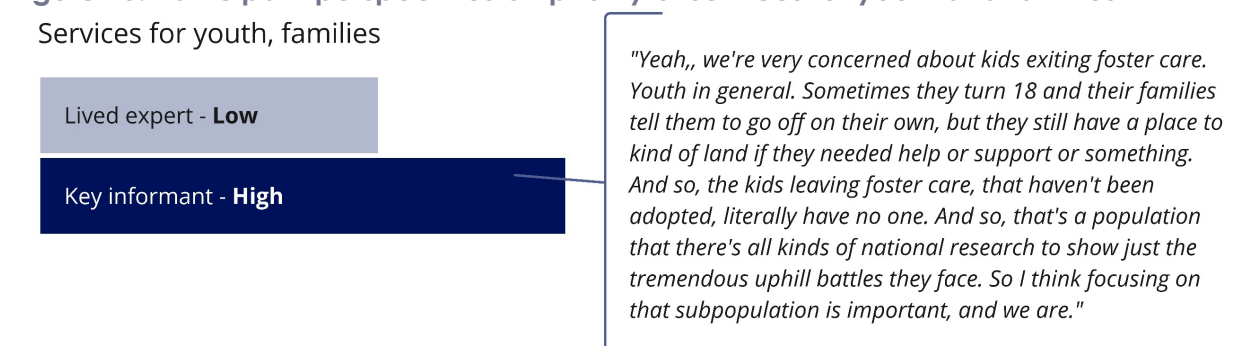 Services for youth, families
Lived expert - Low
Key informant - High
"Yeah,, we're very concerned about kids exiting foster care.
Youth in general. Sometimes they turn 18 and their families
tell them to go off on their own, but they still have a place to
kind of land if they needed help or support or something.
And so, the kids leaving foster care, that haven't been
adopted, literally have no one. And so, that's a population
that there's all kinds of national research to show just the
tremendous uphill battles they face. So I think focusing on
that subpopulation is important, and we are."